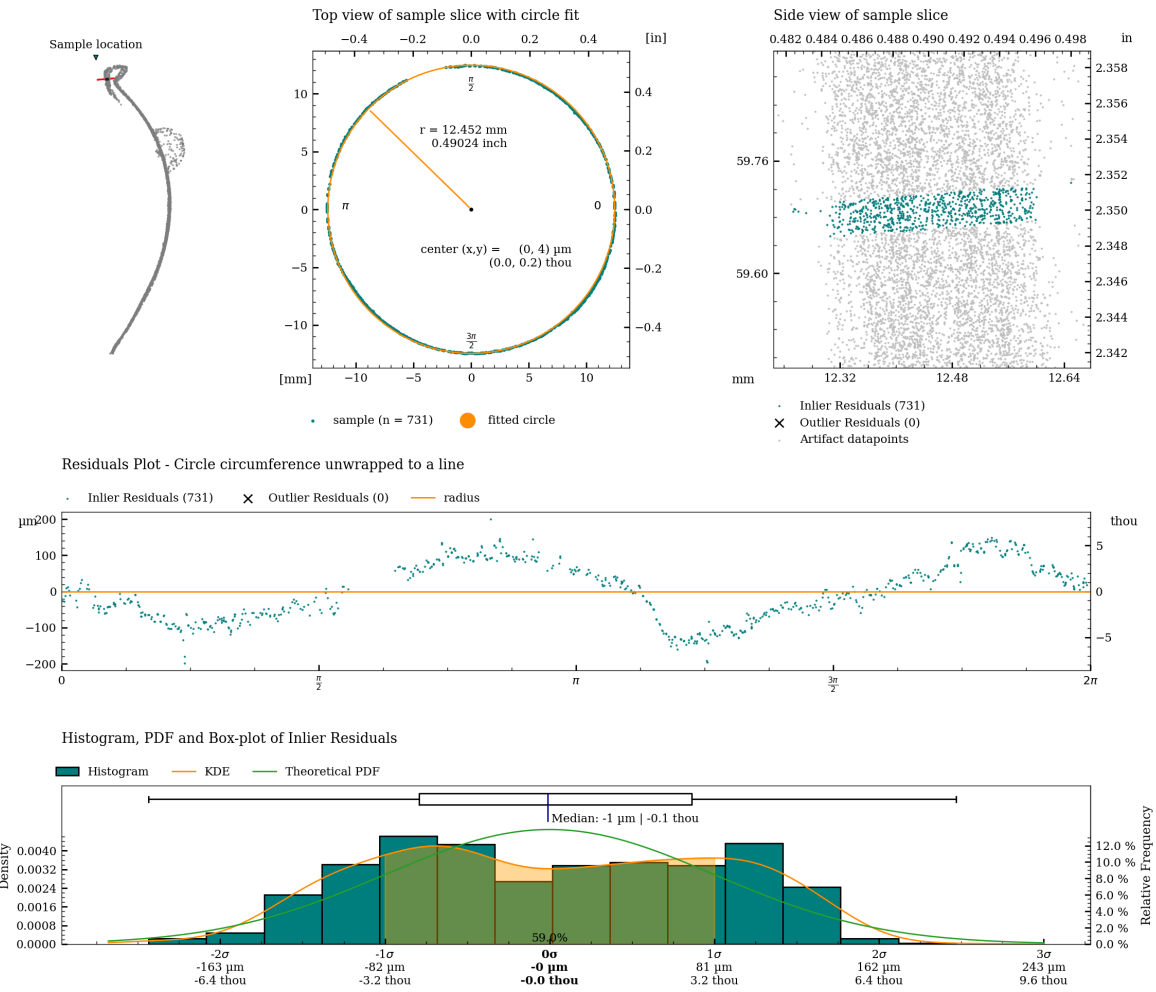 Sample location
Top view of sample slice with circle fit
−0.4 −0.2 0.0 0.2 0.4 [in]
10
5
0
−5
−10
0.4
0.2
0.0
−0.2
−0.4
π/2
r = 12.452 mm
0.49024 inch
π
0
center (x,y) = (0, 4) µm
(0.0, 0.2) thou
3π/2
[mm] −10 −5 0 5 10
sample (n = 731) fitted circle
Side view of sample slice
0.482 0.484 0.486 0.488 0.490 0.492 0.494 0.496 0.498 in
59.76
59.60
2.358
2.356
2.354
2.352
2.350
2.348
2.346
2.344
2.342
mm 12.32 12.48 12.64
Inlier Residuals (731)
Outlier Residuals (0)
Artifact datapoints
Residuals Plot - Circle circumference unwrapped to a line
Inlier Residuals (731) Outlier Residuals (0) radius
µm
200
100
0
−100
−200
thou
5
0
−5
0 π/2 π 3π/2 2π
Histogram, PDF and Box-plot of Inlier Residuals
Histogram KDE Theoretical PDF
Median: -1 µm | -0.1 thou
Density
0.0040
0.0032
0.0024
0.0016
0.0008
0.0000
Relative Frequency
12.0 %
10.0 %
8.0 %
6.0 %
4.0 %
2.0 %
0.0 %
59.0%
-2σ -1σ 0σ 1σ 2σ 3σ
-163 µm -82 µm -0 µm 81 µm 162 µm 243 µm
-6.4 thou -3.2 thou -0.0 thou 3.2 thou 6.4 thou 9.6 thou